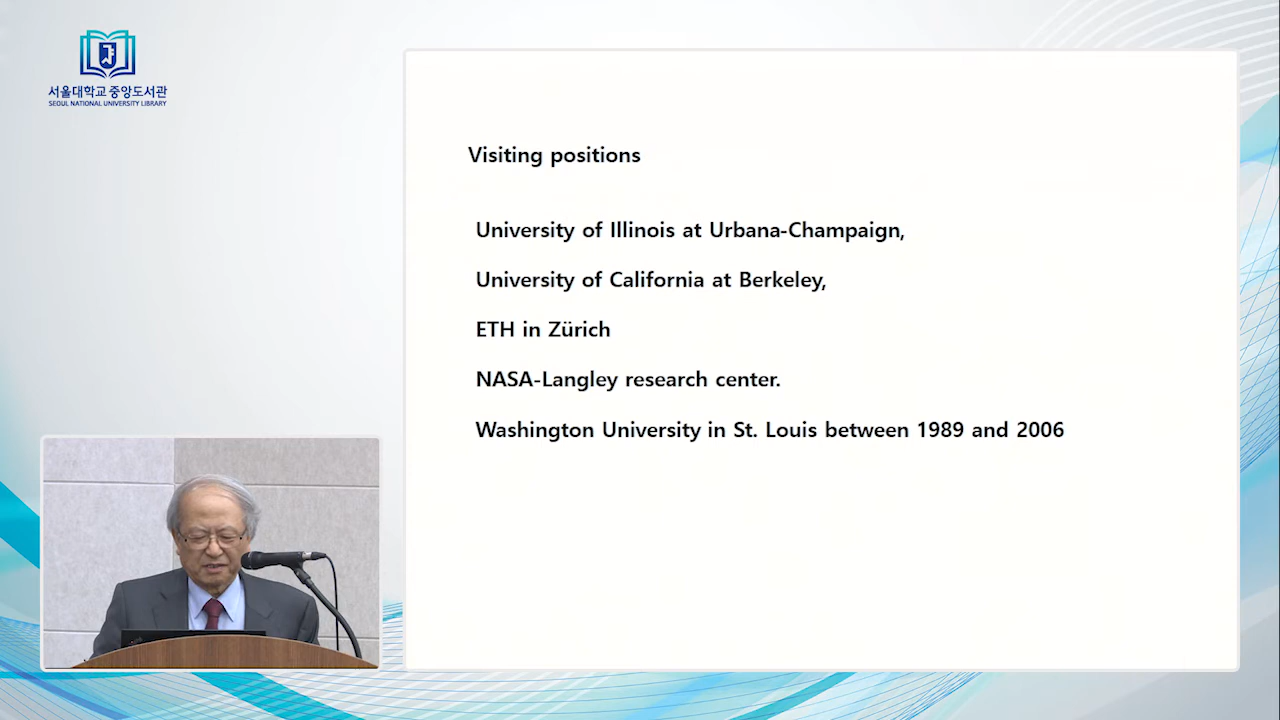 서울대학교 중앙도서관
SEOUL NATIONAL UNIVERSITY LIBRARY
Visiting positions
University of Illinois at Urbana-Champaign,
University of California at Berkeley,
ETH in Zürich
NASA-Langley research center.
Washington University in St. Louis between 1989 and 2006